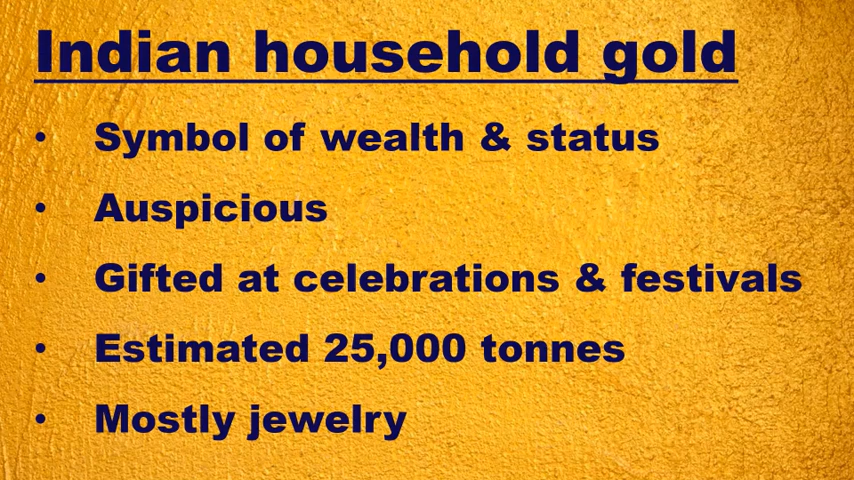 Indian household gold
• Symbol of wealth & status
• Auspicious
• Gifted at celebrations & festivals
• Estimated 25,000 tonnes
• Mostly jewelry